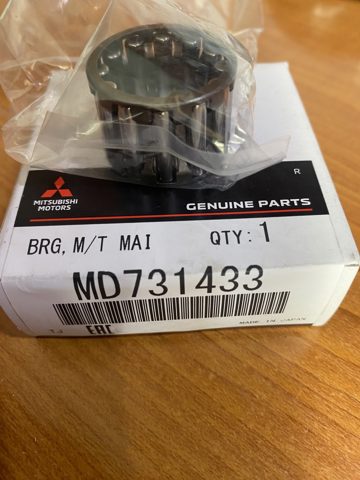 R
MITSUBISHI
MOTORS
GENUINE PARTS
BRG, M/T MAI QTY: 1
MD731433
EAC
MADE IN JAPAN